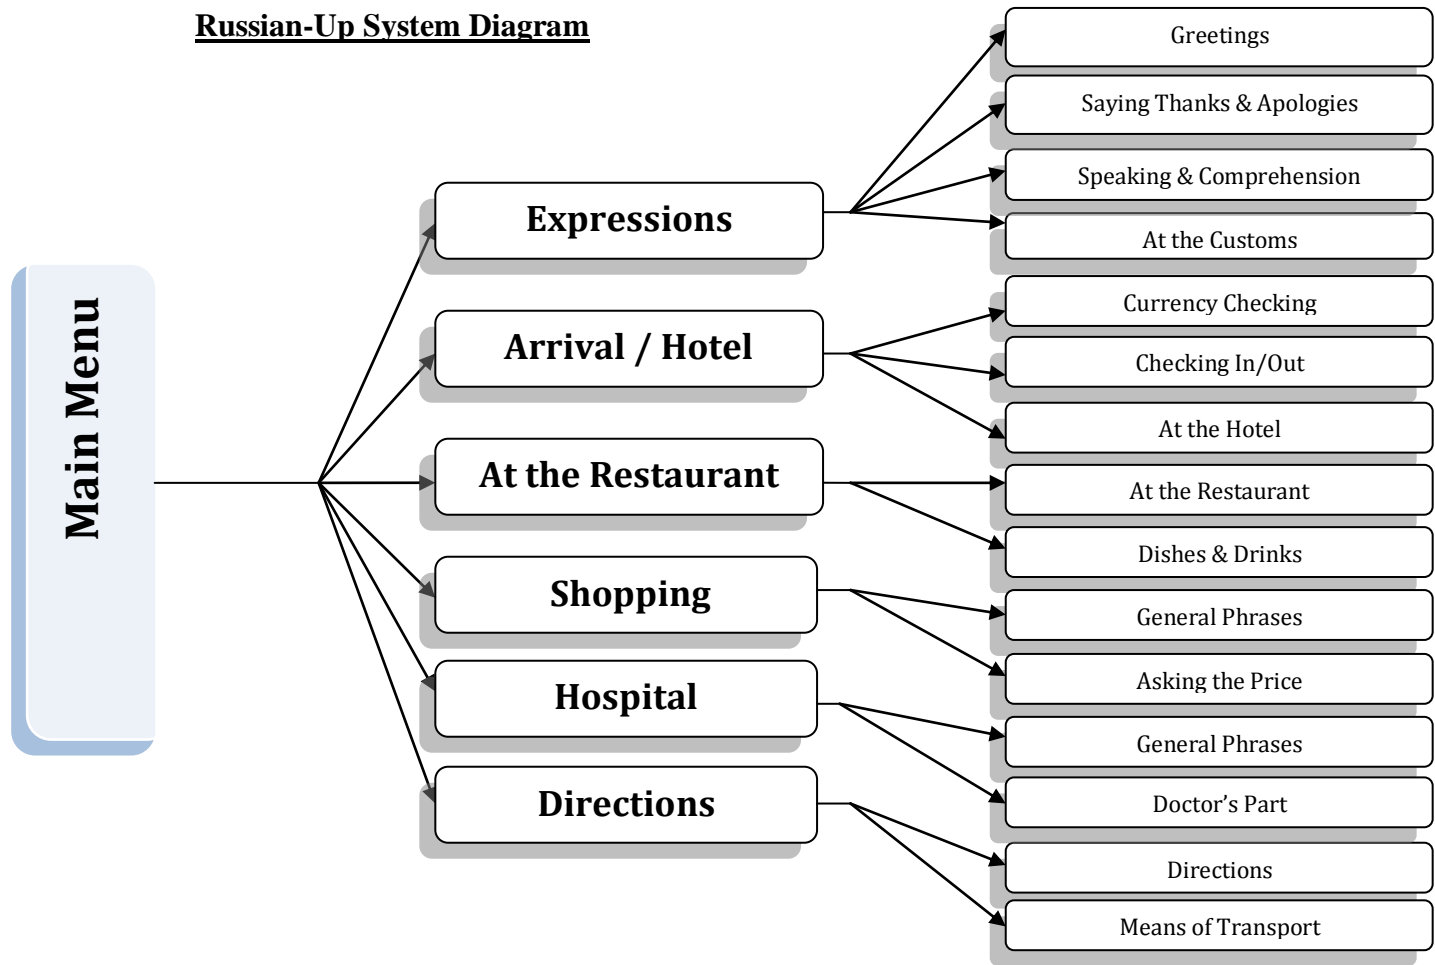 Russian-Up System Diagram
Main Menu
Expressions
Arrival / Hotel
At the Restaurant
Shopping
Hospital
Directions
Greetings
Saying Thanks & Apologies
Speaking & Comprehension
At the Customs
Currency Checking
Checking In/Out
At the Hotel
At the Restaurant
Dishes & Drinks
General Phrases
Asking the Price
General Phrases
Doctor’s Part
Directions
Means of Transport